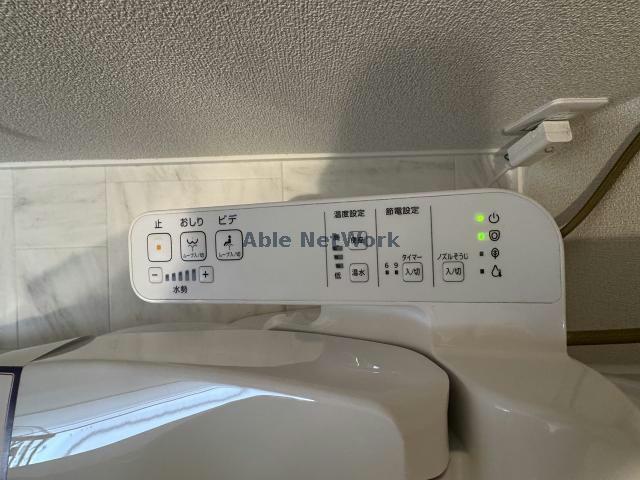 止 おしり ビデ
ムーブ入/切 ムーブ入/切
− +
水勢
温度設定
便座
低 温水
節電設定
タイマー
6 9 入/切
ノズルそうじ
入/切
Able NetWork